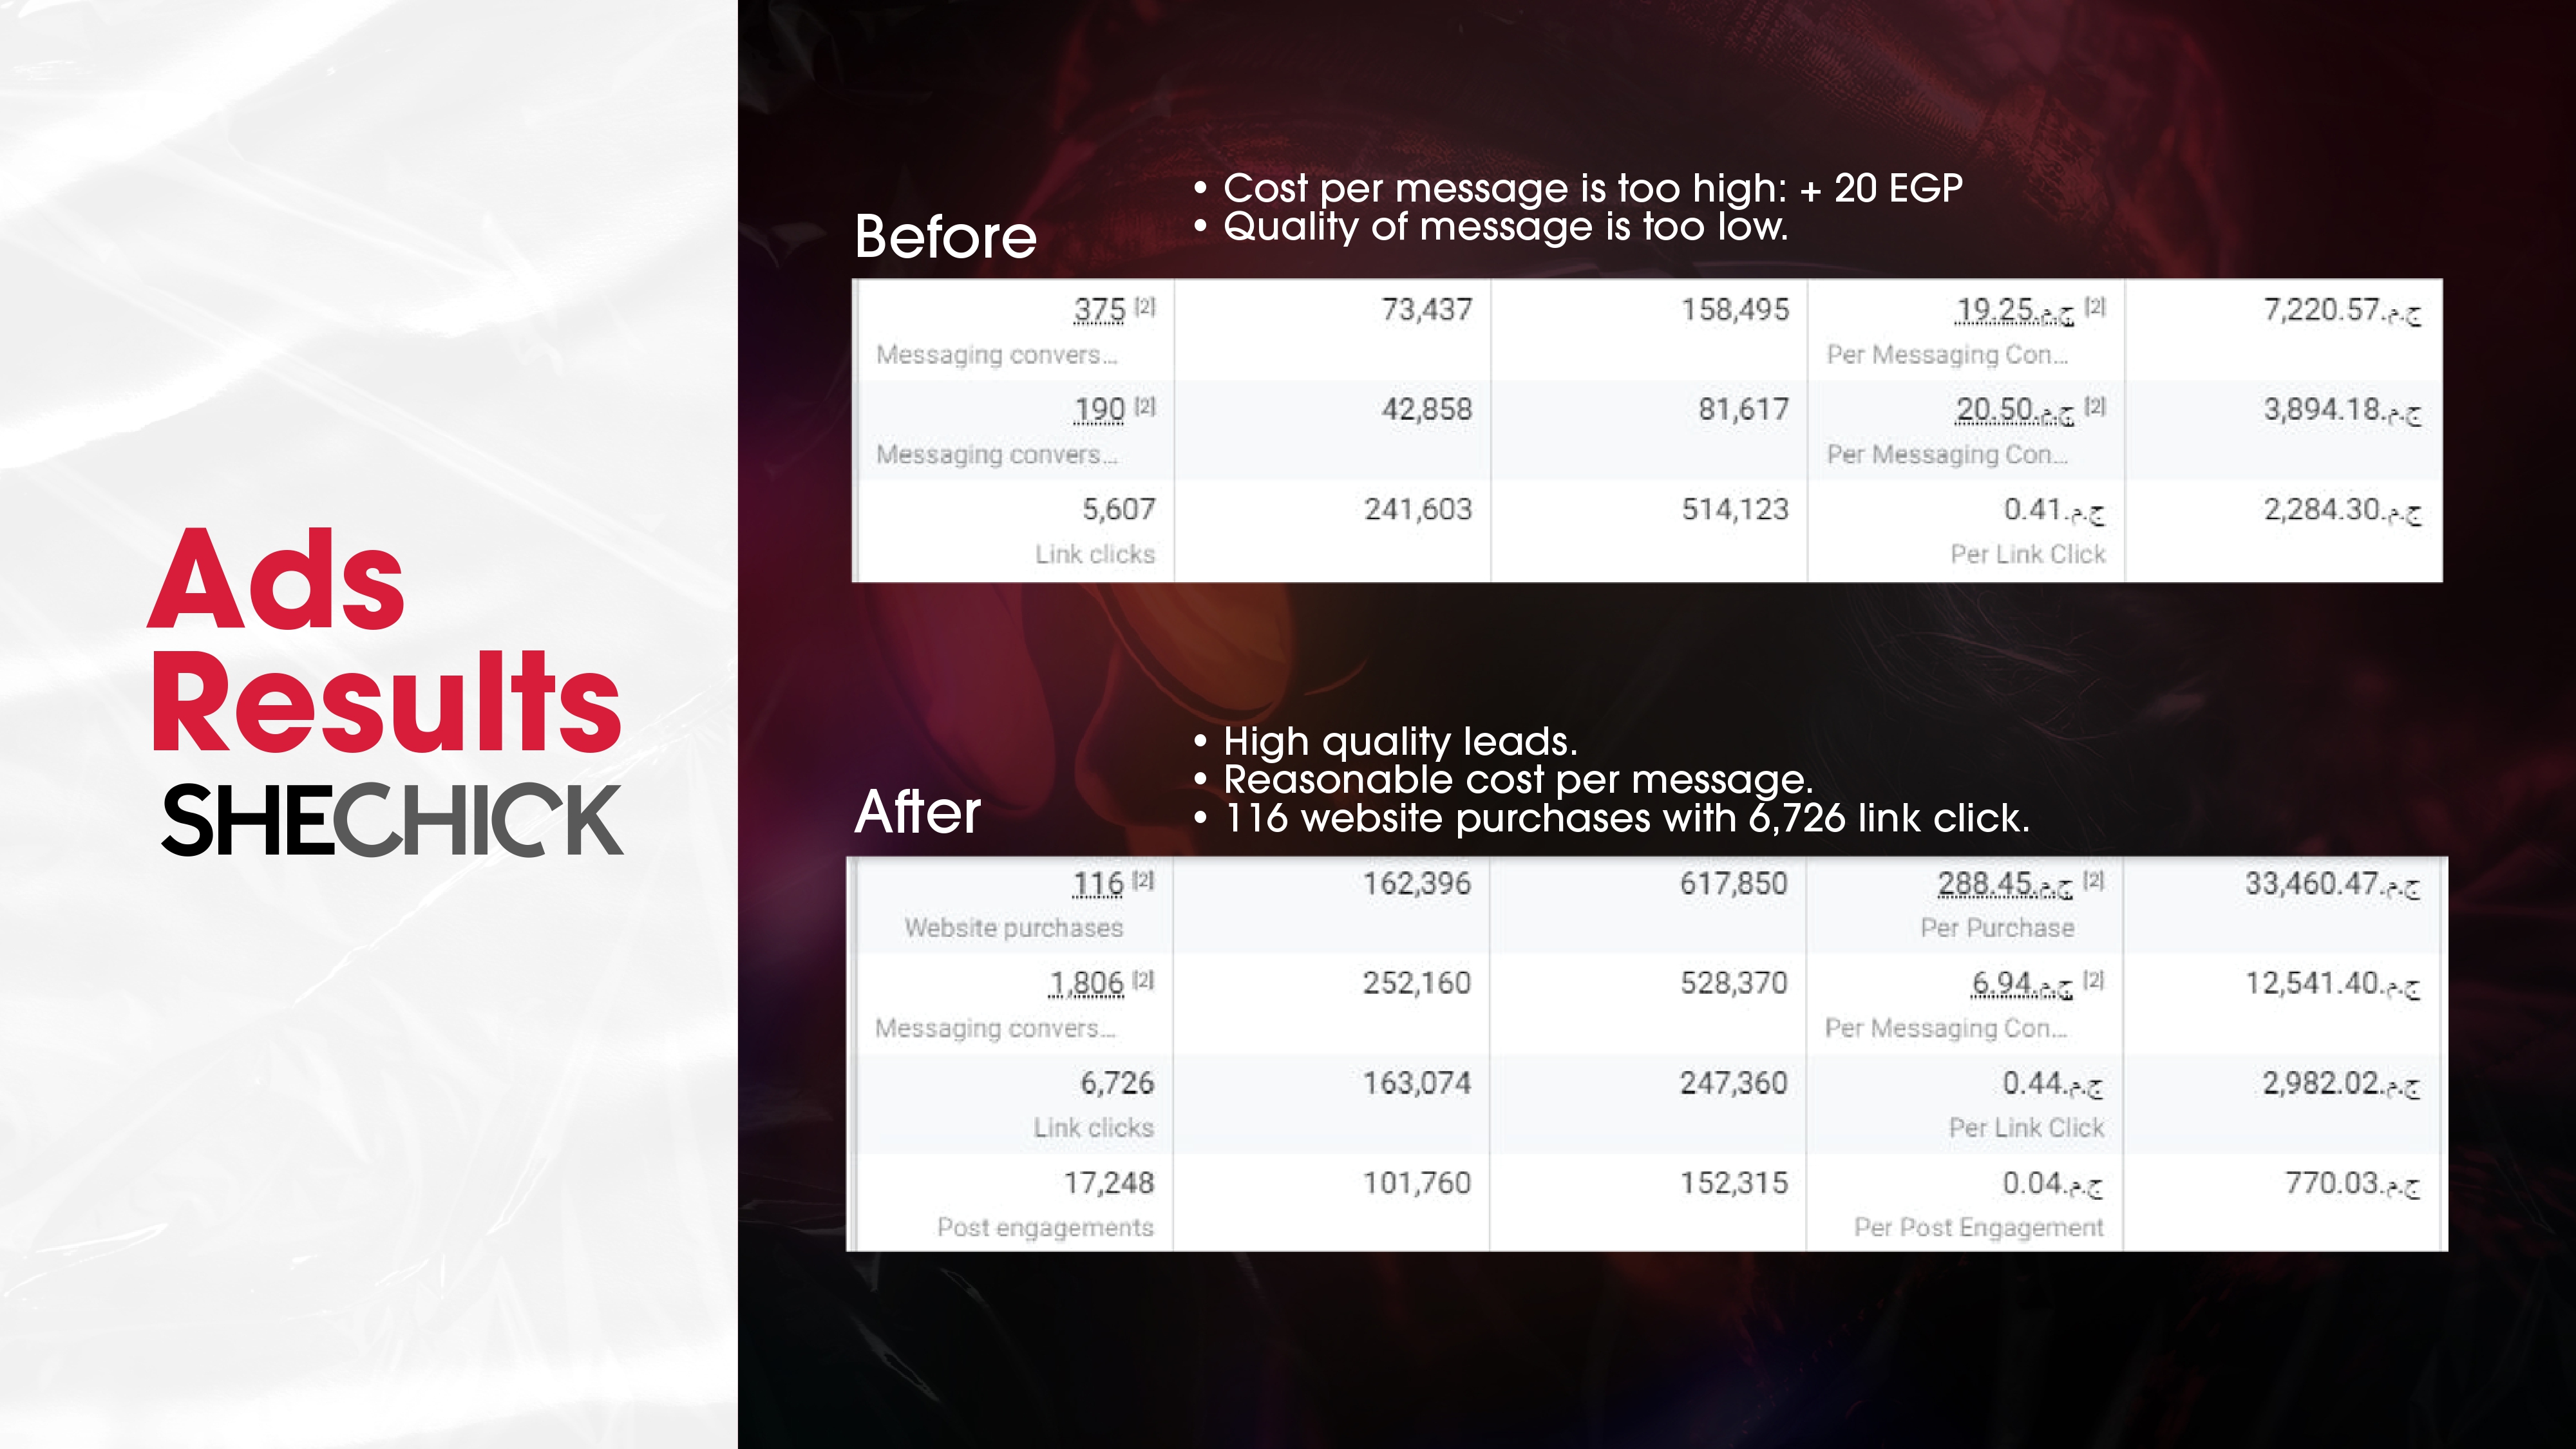 Ads
Results
SHECHICK
Before
• Cost per message is too high: + 20 EGP
• Quality of message is too low.
375 [2] 73,437 158,495 ج.م.19.25 [2] ج.م.7,220.57
Messaging convers... Per Messaging Con...
190 [2] 42,858 81,617 ج.م.20.50 [2] ج.م.3,894.18
Messaging convers... Per Messaging Con...
5,607 241,603 514,123 ج.م.0.41 ج.م.2,284.30
Link clicks Per Link Click
After
• High quality leads.
• Reasonable cost per message.
• 116 website purchases with 6,726 link click.
116 [2] 162,396 617,850 ج.م.288.45 [2] ج.م.33,460.47
Website purchases Per Purchase
1,806 [2] 252,160 528,370 ج.م.6.94 [2] ج.م.12,541.40
Messaging convers... Per Messaging Con...
6,726 163,074 247,360 ج.م.0.44 ج.م.2,982.02
Link clicks Per Link Click
17,248 101,760 152,315 ج.م.0.04 ج.م.770.03
Post engagements Per Post Engagement